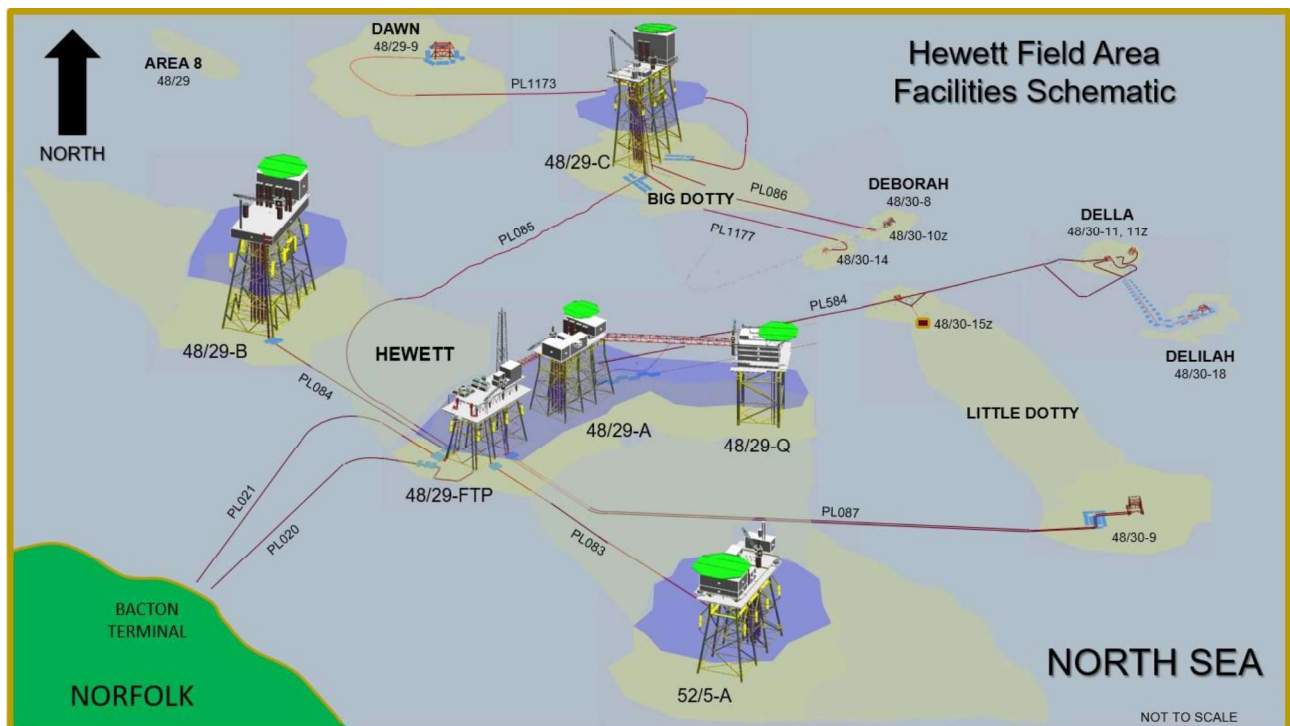 Hewett Field Area
Facilities Schematic
NORTH
AREA 8
48/29
DAWN
48/29-9
PL1173
48/29-C
BIG DOTTY
PL086
PL1177
DEBORAH
48/30-8
48/30-10z
48/30-14
DELLA
48/30-11, 11z
DELILAH
48/30-18
48/29-B
PL085
HEWETT
PL084
PL584
48/30-15z
LITTLE DOTTY
48/29-A
48/29-Q
48/29-FTP
PL021
PL020
PL083
PL087
48/30-9
52/5-A
BACTON
TERMINAL
NORFOLK
NORTH SEA
NOT TO SCALE